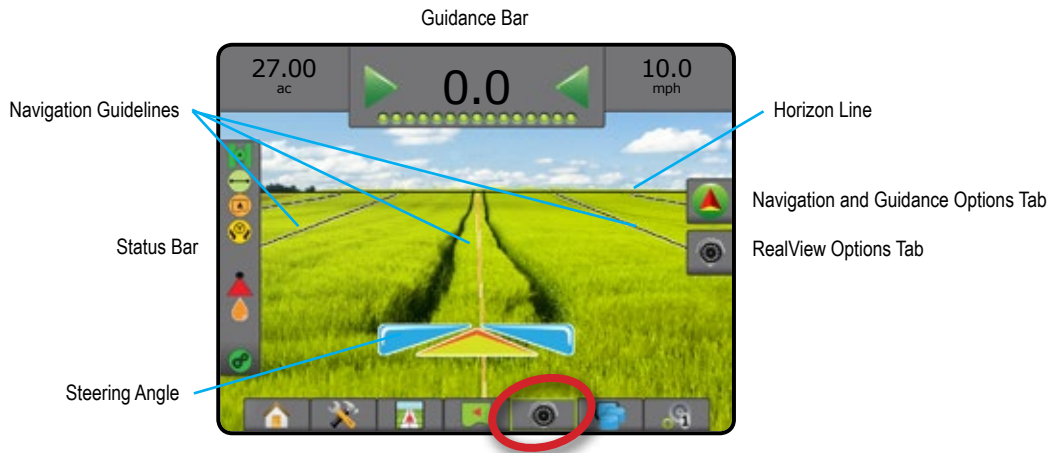 Guidance Bar
27.00
ac
0.0
10.0
mph
Navigation Guidelines
Horizon Line
Navigation and Guidance Options Tab
Status Bar
RealView Options Tab
Steering Angle
1